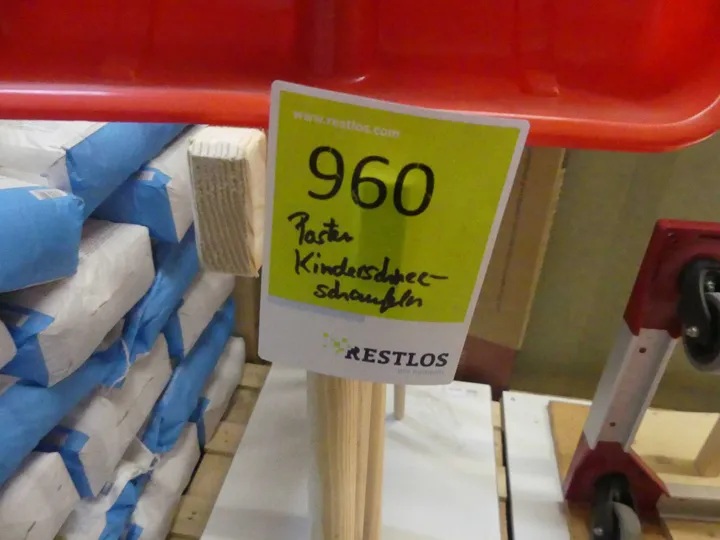 www.restlos.com
960
Posten
Kinderschnee-
schaufeln
RESTLOS